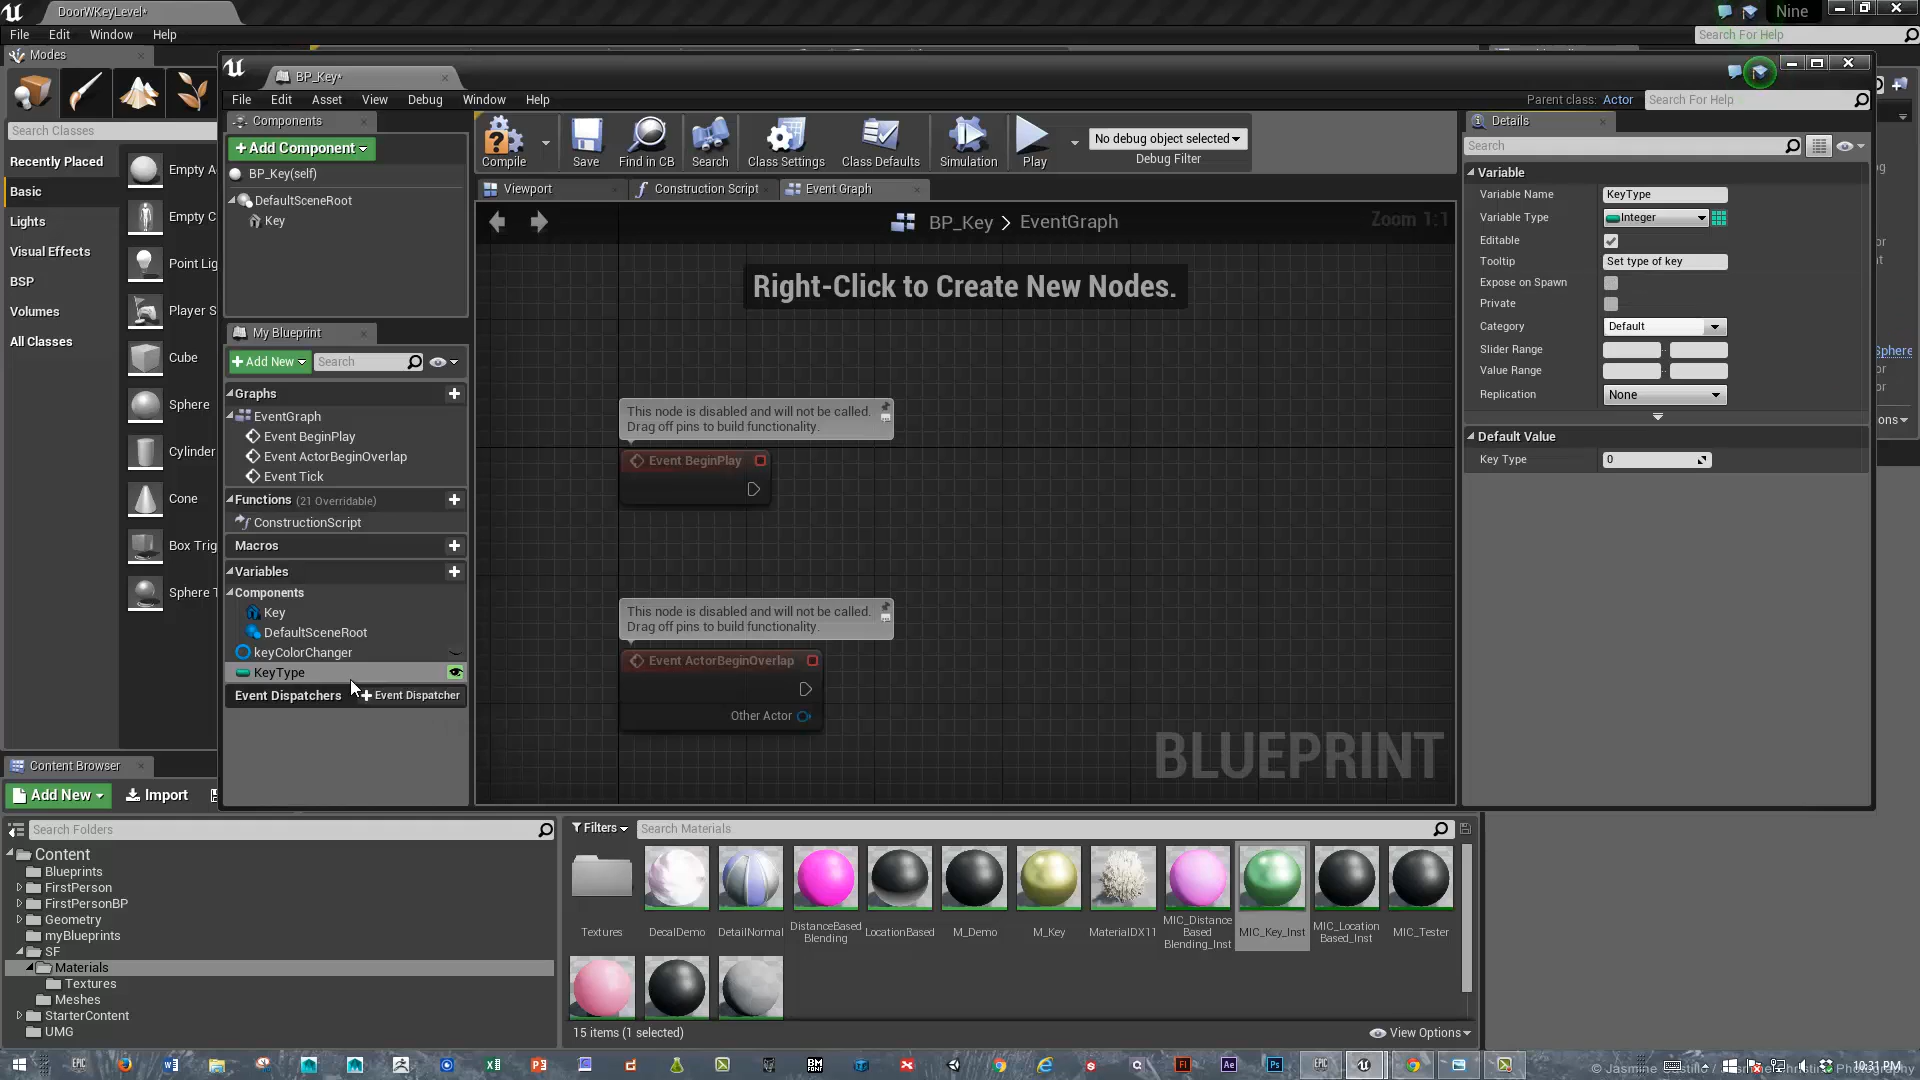 DoorWKeyLevel*
Nine
File Edit Window Help
Search For Help
Modes
BP_Key*
File Edit Asset View Debug Window Help
Parent class: Actor
Search For Help
Search Classes
Recently Placed
Basic
Lights
Visual Effects
BSP
Volumes
All Classes
Empty A
Empty C
Point Lig
Player S
Cube
Sphere
Cylinder
Cone
Box Trig
Sphere T
Components
+Add Component
BP_Key(self)
DefaultSceneRoot
Key
My Blueprint
+Add New
Search
Graphs
EventGraph
Event BeginPlay
Event ActorBeginOverlap
Event Tick
Functions (21 Overridable)
ConstructionScript
Macros
Variables
Components
Key
DefaultSceneRoot
keyColorChanger
KeyType
Event Dispatchers
+ Event Dispatcher
Compile
Save
Find in CB
Search
Class Settings
Class Defaults
Simulation
Play
No debug object selected
Debug Filter
Viewport
Construction Script
Event Graph
BP_Key > EventGraph
Zoom 1:1
Right-Click to Create New Nodes.
This node is disabled and will not be called.
Drag off pins to build functionality.
Event BeginPlay
This node is disabled and will not be called.
Drag off pins to build functionality.
Event ActorBeginOverlap
Other Actor
BLUEPRINT
Details
Search
Variable
Variable Name KeyType
Variable Type Integer
Editable
Tooltip Set type of key
Expose on Spawn
Private
Category Default
Slider Range
Value Range
Replication None
Default Value
Key Type 0
Sphere
or
or
ons
Content Browser
Add New
Import
Search Folders
Content
Blueprints
FirstPerson
FirstPersonBP
Geometry
myBlueprints
SF
Materials
Textures
Meshes
StarterContent
UMG
Filters
Search Materials
Textures
DecalDemo
DetailNormal
DistanceBased
Blending
LocationBased
M_Demo
M_Key
MaterialDX11
MIC_Distance
Based
Blending_Inst
MIC_Key_Inst
MIC_Location
Based_Inst
MIC_Tester
15 items (1 selected)
View Options
10:31 PM